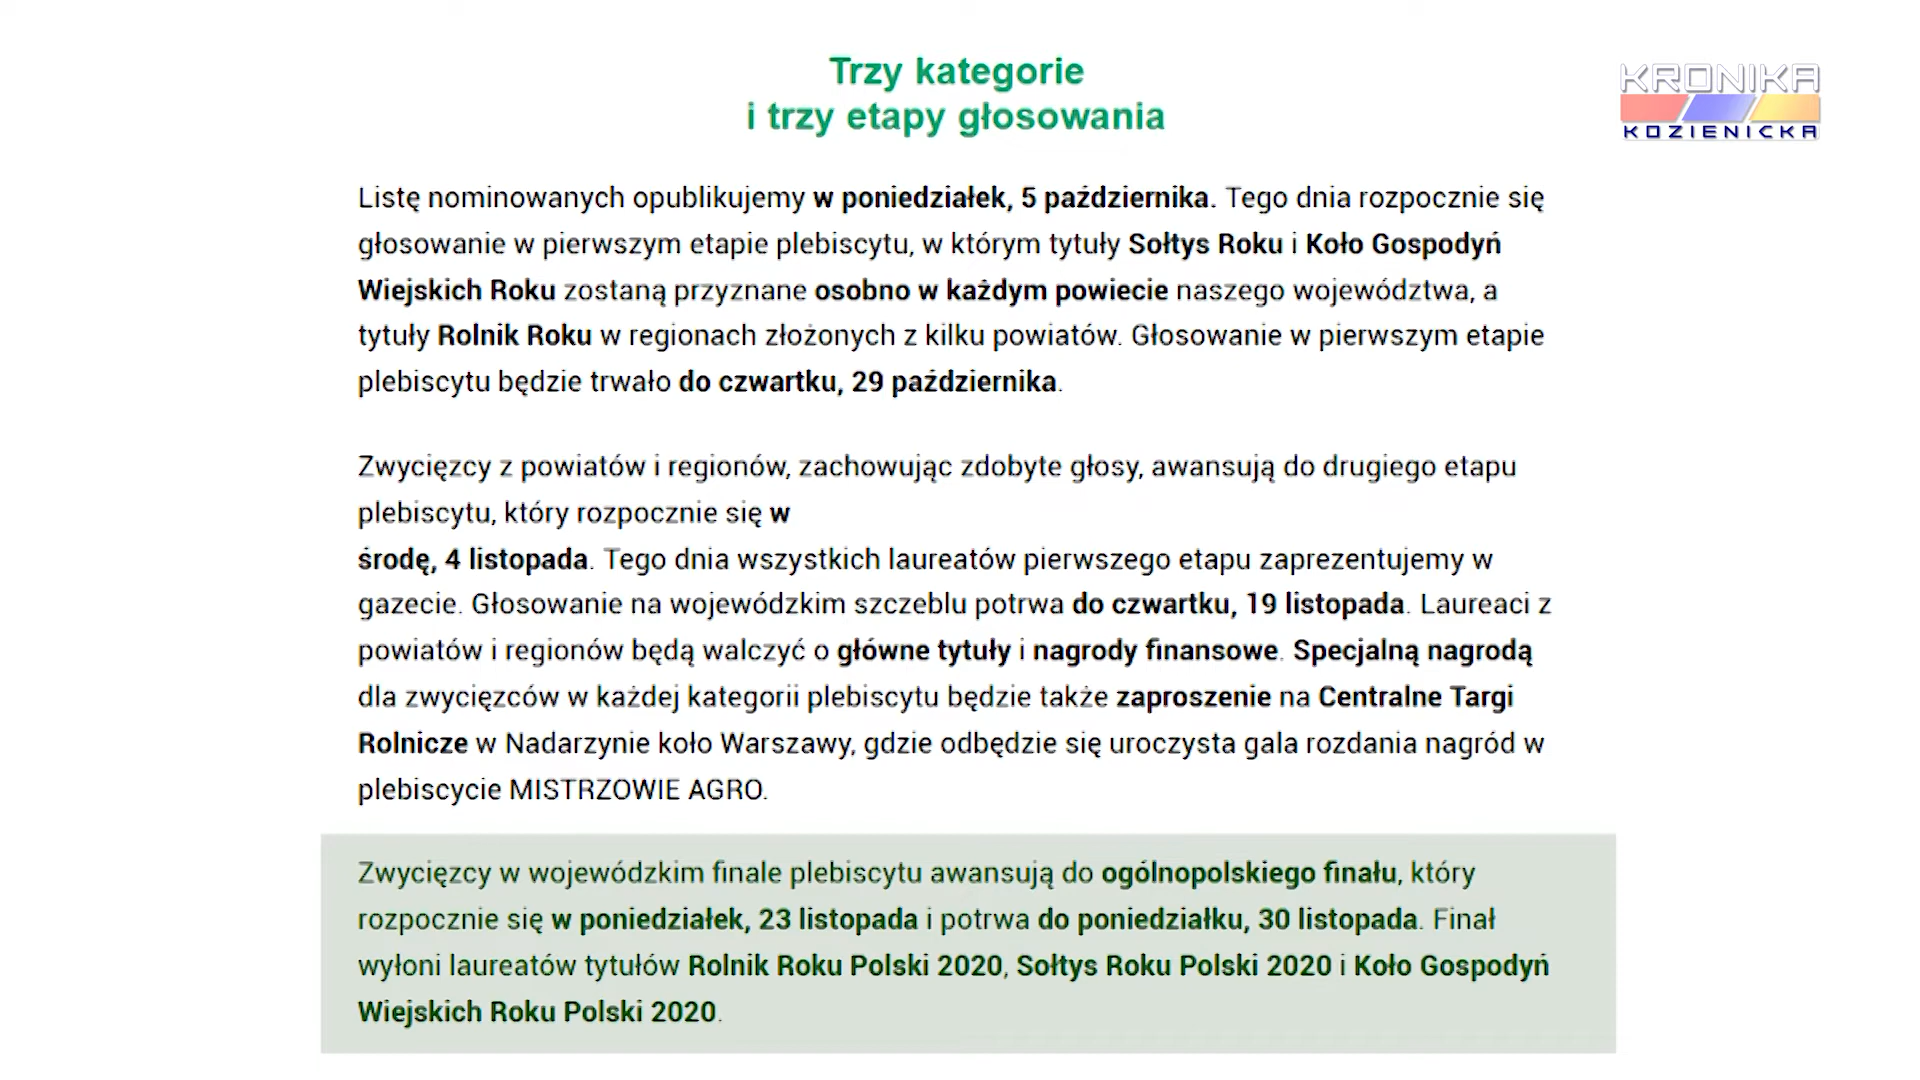 Trzy kategorie
i trzy etapy głosowania
KRONIKA
KOZIENICKA
Listę nominowanych opublikujemy w poniedziałek, 5 października. Tego dnia rozpocznie się
głosowanie w pierwszym etapie plebiscytu, w którym tytuły Sołtys Roku i Koło Gospodyń
Wiejskich Roku zostaną przyznane osobno w każdym powiecie naszego województwa, a
tytuły Rolnik Roku w regionach złożonych z kilku powiatów. Głosowanie w pierwszym etapie
plebiscytu będzie trwało do czwartku, 29 października.
Zwycięzcy z powiatów i regionów, zachowując zdobyte głosy, awansują do drugiego etapu
plebiscytu, który rozpocznie się w
środę, 4 listopada. Tego dnia wszystkich laureatów pierwszego etapu zaprezentujemy w
gazecie. Głosowanie na wojewódzkim szczeblu potrwa do czwartku, 19 listopada. Laureaci z
powiatów i regionów będą walczyć o główne tytuły i nagrody finansowe. Specjalną nagrodą
dla zwycięzców w każdej kategorii plebiscytu będzie także zaproszenie na Centralne Targi
Rolnicze w Nadarzynie koło Warszawy, gdzie odbędzie się uroczysta gala rozdania nagród w
plebiscycie MISTRZOWIE AGRO.
Zwycięzcy w wojewódzkim finale plebiscytu awansują do ogólnopolskiego finału, który
rozpocznie się w poniedziałek, 23 listopada i potrwa do poniedziałku, 30 listopada. Finał
wyłoni laureatów tytułów Rolnik Roku Polski 2020, Sołtys Roku Polski 2020 i Koło Gospodyń
Wiejskich Roku Polski 2020.